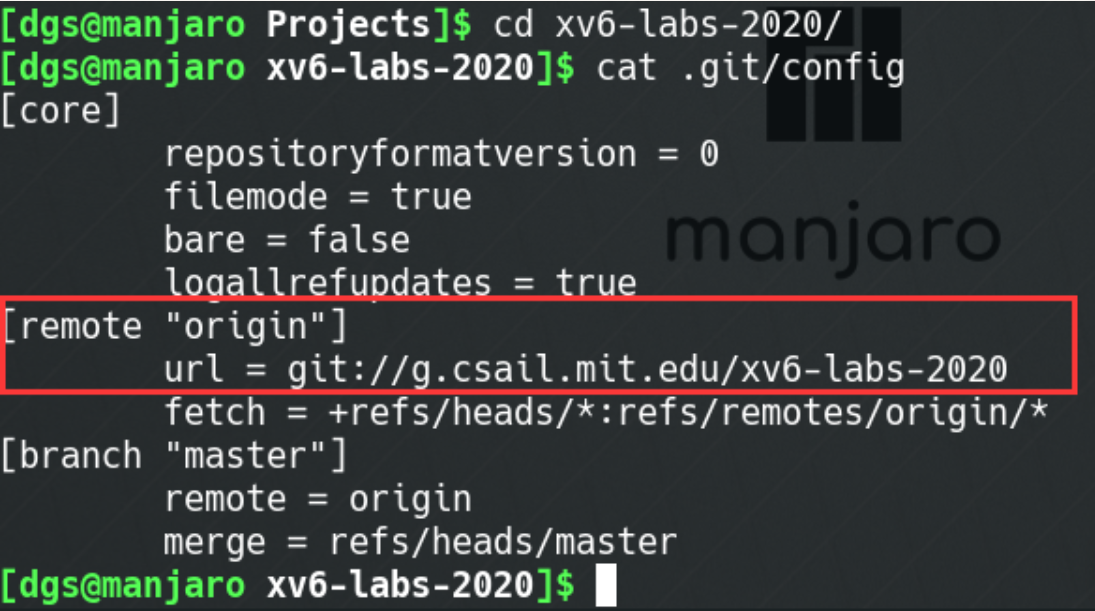 [dgs@manjaro Projects]$ cd xv6-labs-2020/
[dgs@manjaro xv6-labs-2020]$ cat .git/config
[core]
        repositoryformatversion = 0
        filemode = true
        bare = false
        logallrefupdates = true
[remote "origin"]
        url = git://g.csail.mit.edu/xv6-labs-2020
        fetch = +refs/heads/*:refs/remotes/origin/*
[branch "master"]
        remote = origin
        merge = refs/heads/master
[dgs@manjaro xv6-labs-2020]$
manjaro